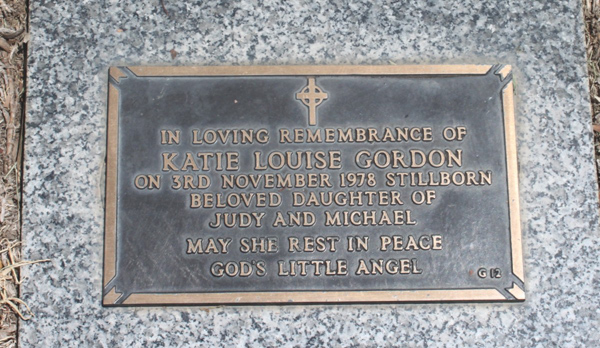 IN LOVING REMEMBRANCE OF
KATIE LOUISE GORDON
ON 3RD NOVEMBER 1978 STILLBORN
BELOVED DAUGHTER OF
JUDY AND MICHAEL
MAY SHE REST IN PEACE
GOD'S LITTLE ANGEL
G 12